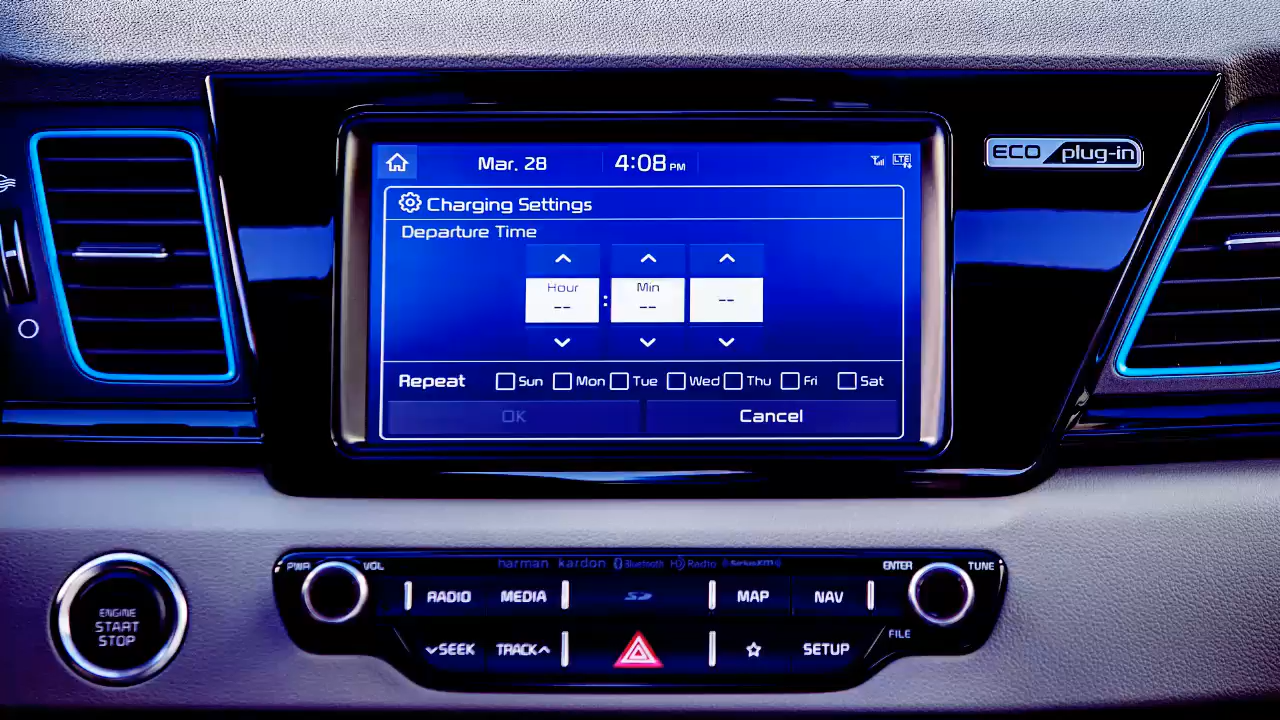 Mar. 28 4:08 PM LTE
ECO plug-in
Charging Settings
Departure Time
Hour Min
-- : -- --
Repeat Sun Mon Tue Wed Thu Fri Sat
OK Cancel
ENGINE
START
STOP
PWR VOL harman kardon Bluetooth HD Radio SiriusXM ENTER TUNE
RADIO MEDIA SD MAP NAV
SEEK TRACK SETUP FILE